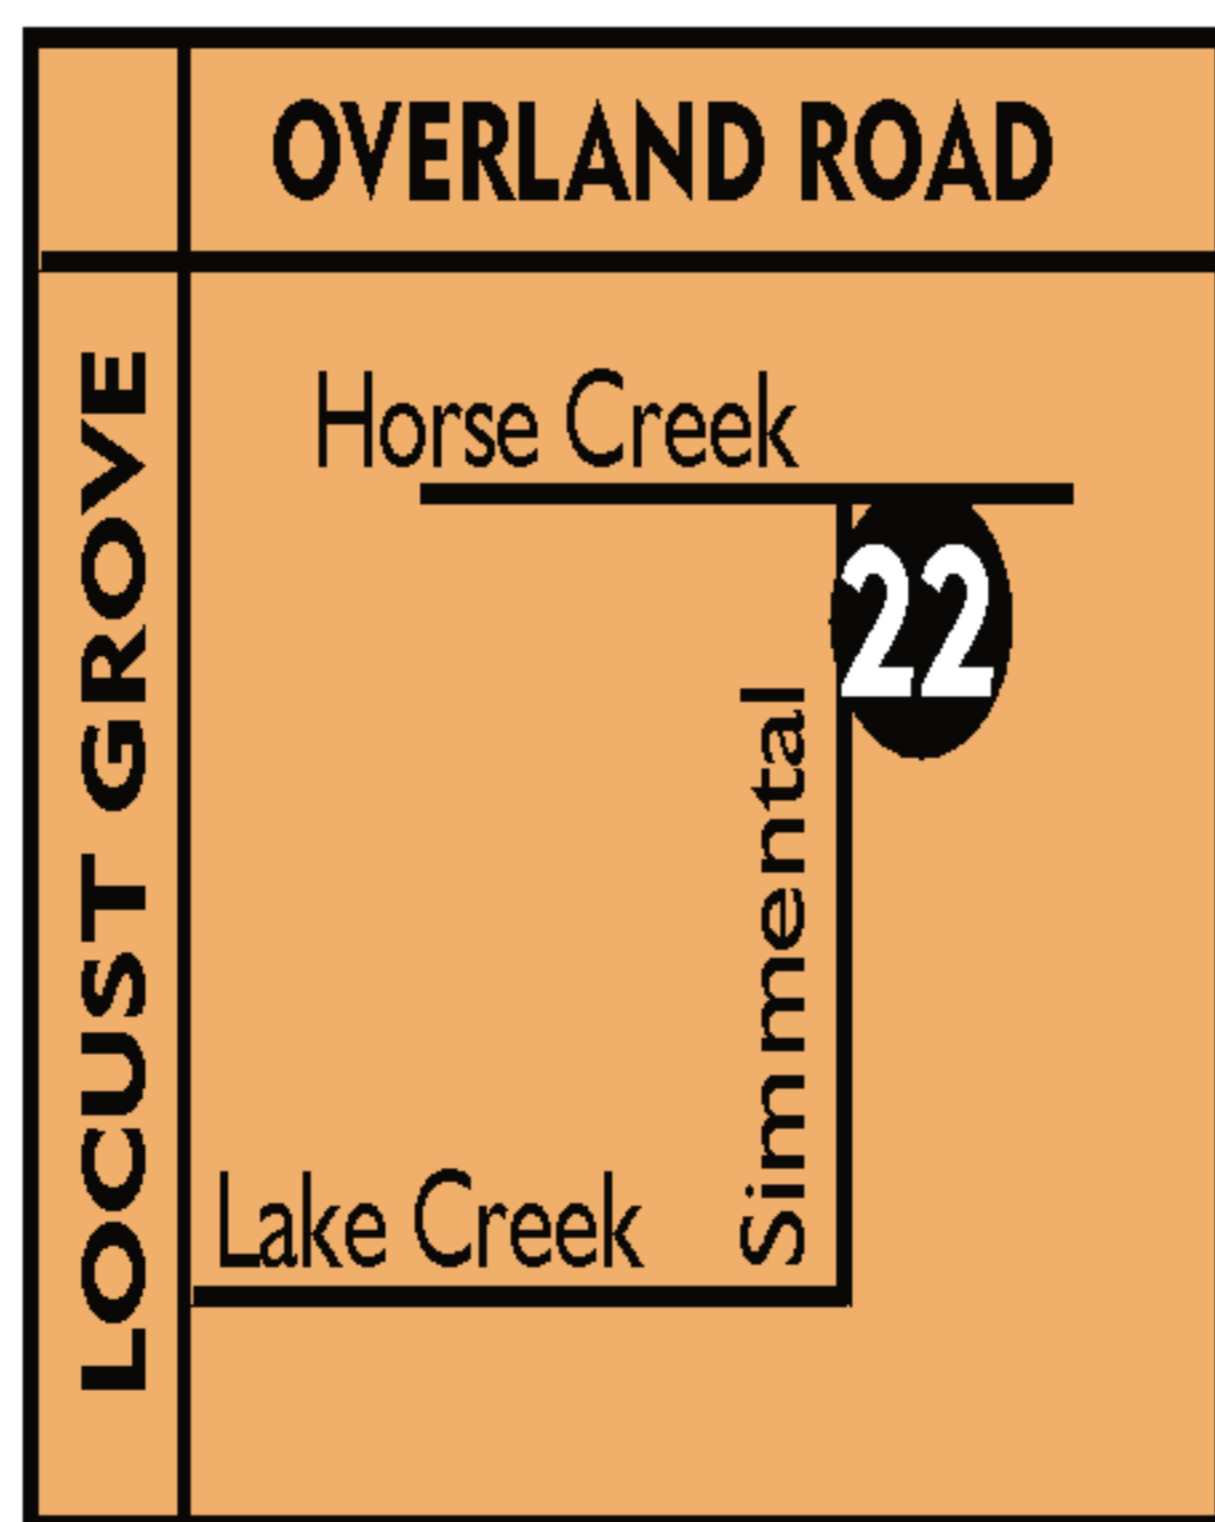 OVERLAND ROAD
LOCUST GROVE
Horse Creek
22
Simmental
Lake Creek